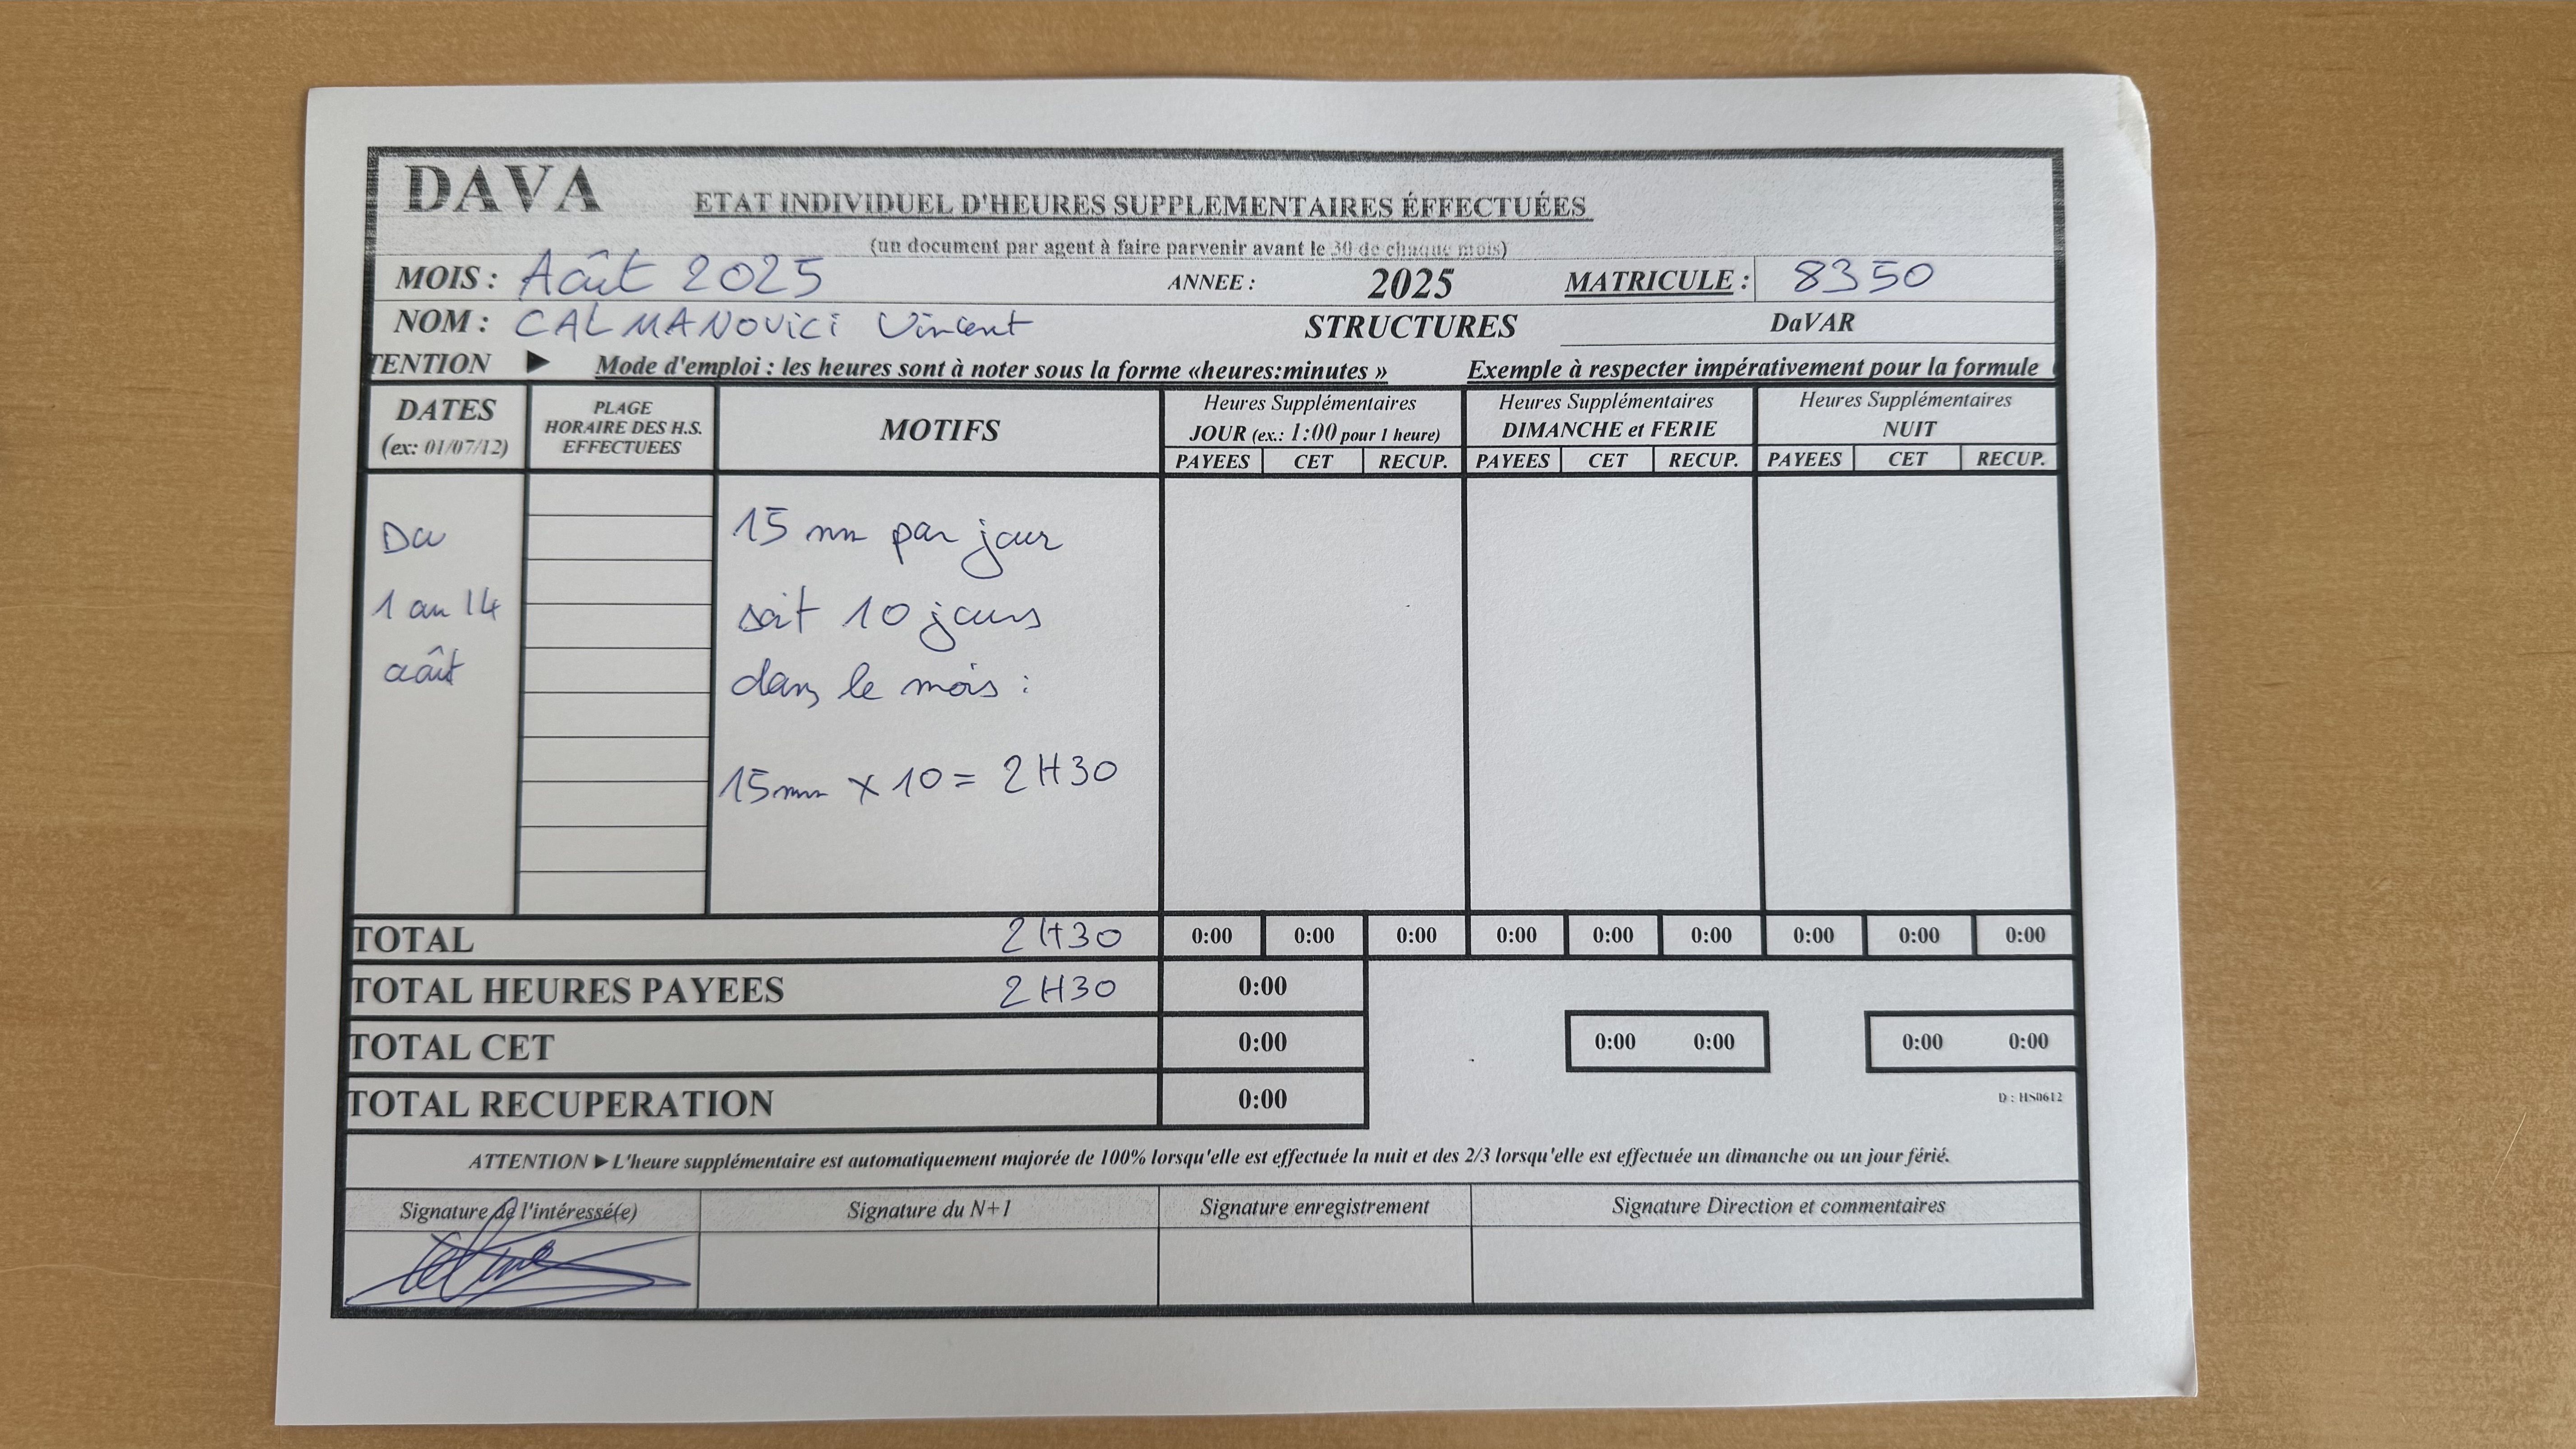 DAVA
ETAT INDIVIDUEL D'HEURES SUPPLEMENTAIRES ÉFFECTUÉES
(un document par agent à faire parvenir avant le 30 de chaque mois)
MOIS : Août 2025 ANNEE : 2025 MATRICULE : 8350
NOM : CALMANOVICI Vincent STRUCTURES DaVAR
TENTION ► Mode d'emploi : les heures sont à noter sous la forme «heures:minutes » Exemple à respecter impérativement pour la formule
DATES
(ex: 01/07/12)
PLAGE
HORAIRE DES H.S.
EFFECTUEES
MOTIFS
Heures Supplémentaires
JOUR (ex.: 1:00 pour 1 heure)
PAYEES CET RECUP.
Heures Supplémentaires
DIMANCHE et FERIE
PAYEES CET RECUP.
Heures Supplémentaires
NUIT
PAYEES CET RECUP.
Du
1 au 14
août
15 mn par jour
soit 10 jours
dans le mois :
15mn x 10 = 2H30
TOTAL 2H30 0:00 0:00 0:00 0:00 0:00 0:00 0:00 0:00 0:00
TOTAL HEURES PAYEES 2H30 0:00
TOTAL CET 0:00 0:00 0:00 0:00 0:00
TOTAL RECUPERATION 0:00
D : HS0612
ATTENTION ► L'heure supplémentaire est automatiquement majorée de 100% lorsqu'elle est effectuée la nuit et des 2/3 lorsqu'elle est effectuée un dimanche ou un jour férié.
Signature de l'intéressé(e) Signature du N+1 Signature enregistrement Signature Direction et commentaires